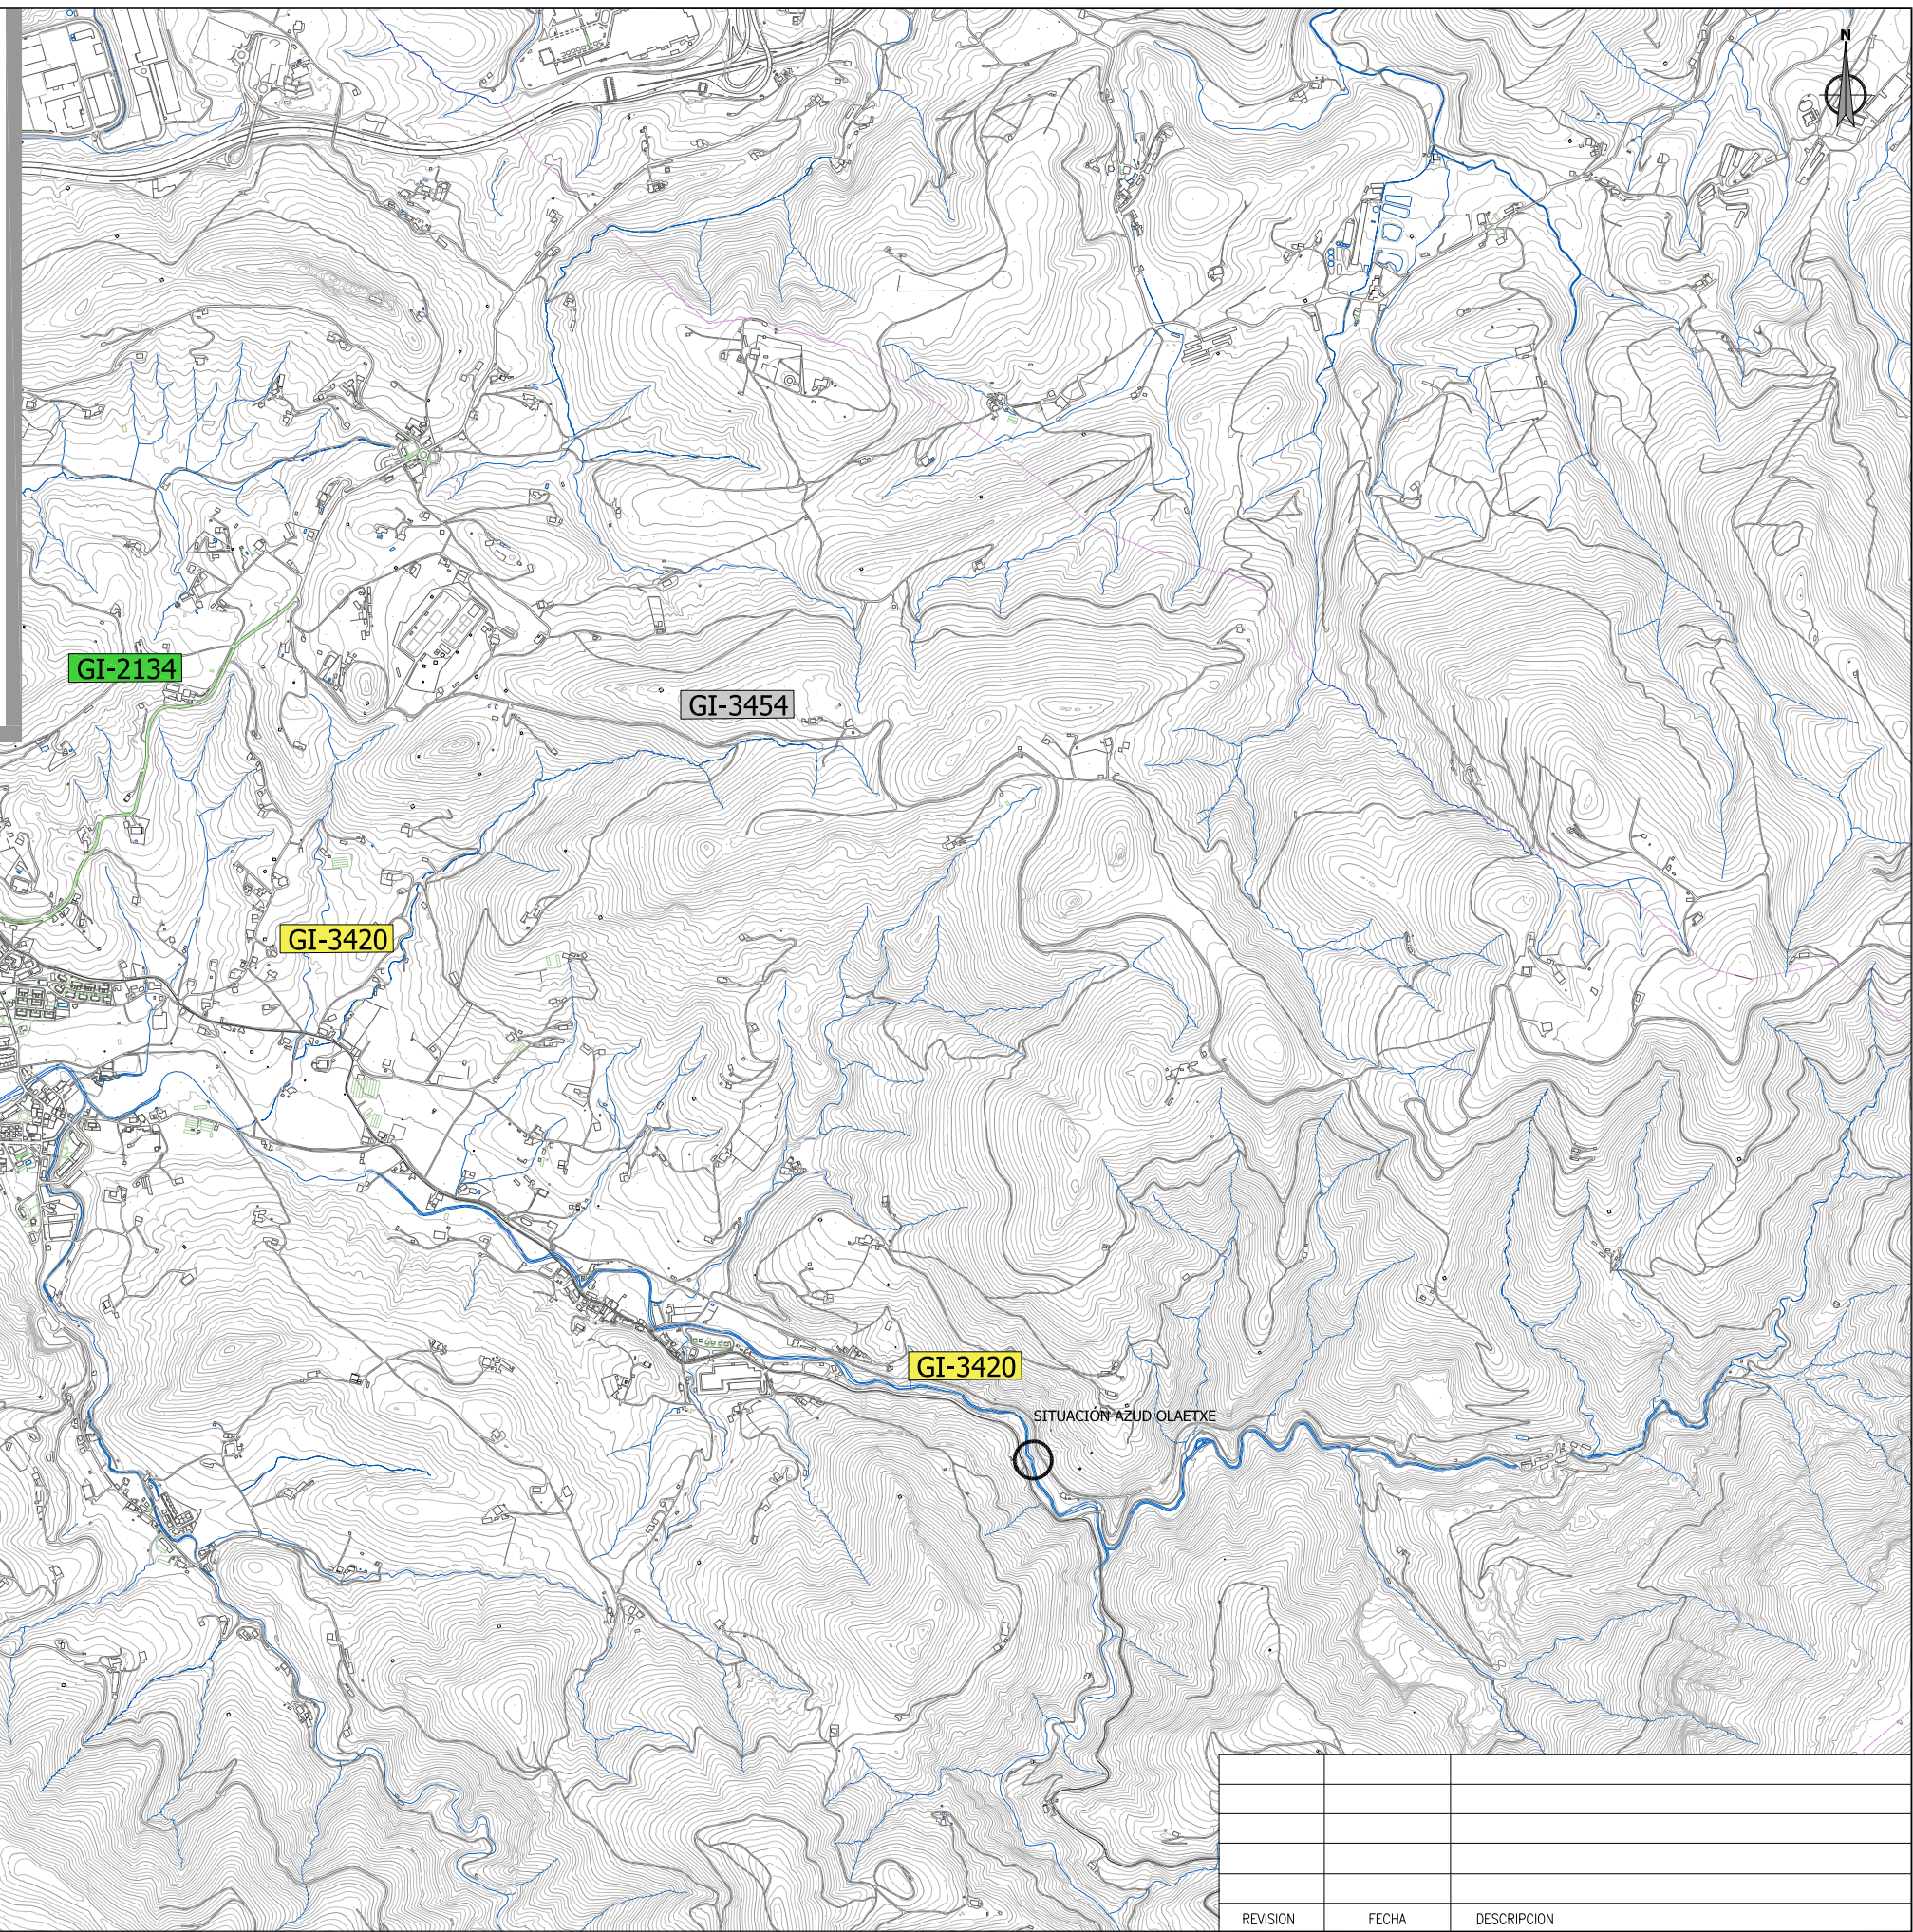 N
GI-2134
GI-3454
GI-3420
GI-3420
SITUACIÓN AZUD OLAETXE
REVISION FECHA DESCRIPCION